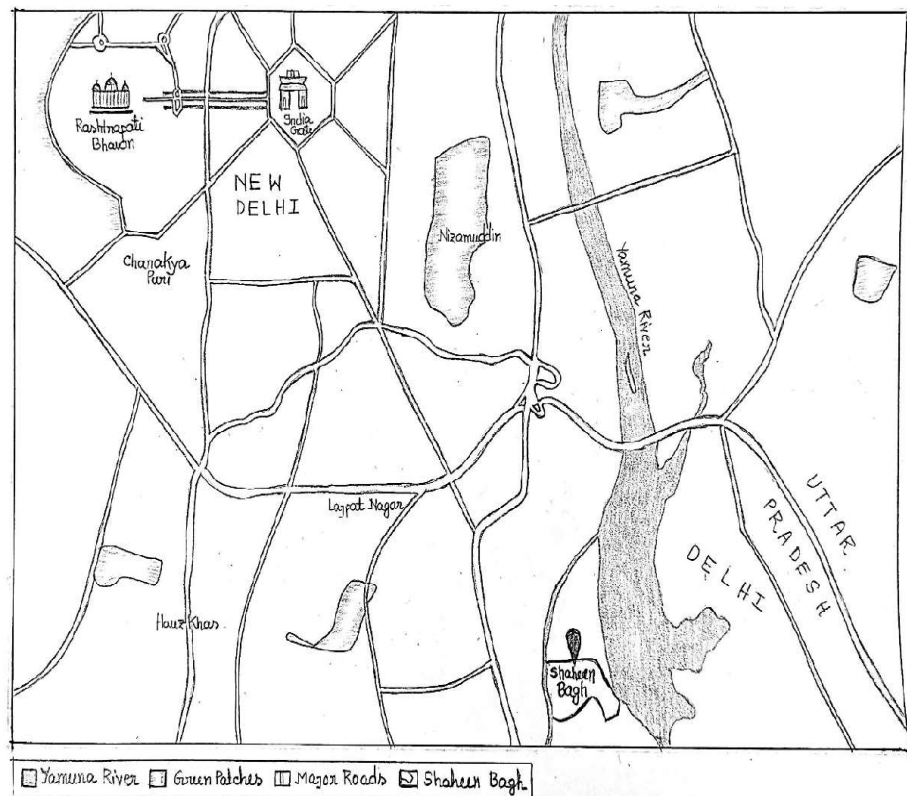 Rashtrapati
Bhavan
India
Gate
NEW
DELHI
Nizamuddin
Chanakya
Puri
Yamuna River
Lajpat Nagar
UTTAR
PRADESH
DELHI
Hauz Khas
Shaheen
Bagh
Yamuna River
Green Patches
Major Roads
Shaheen Bagh